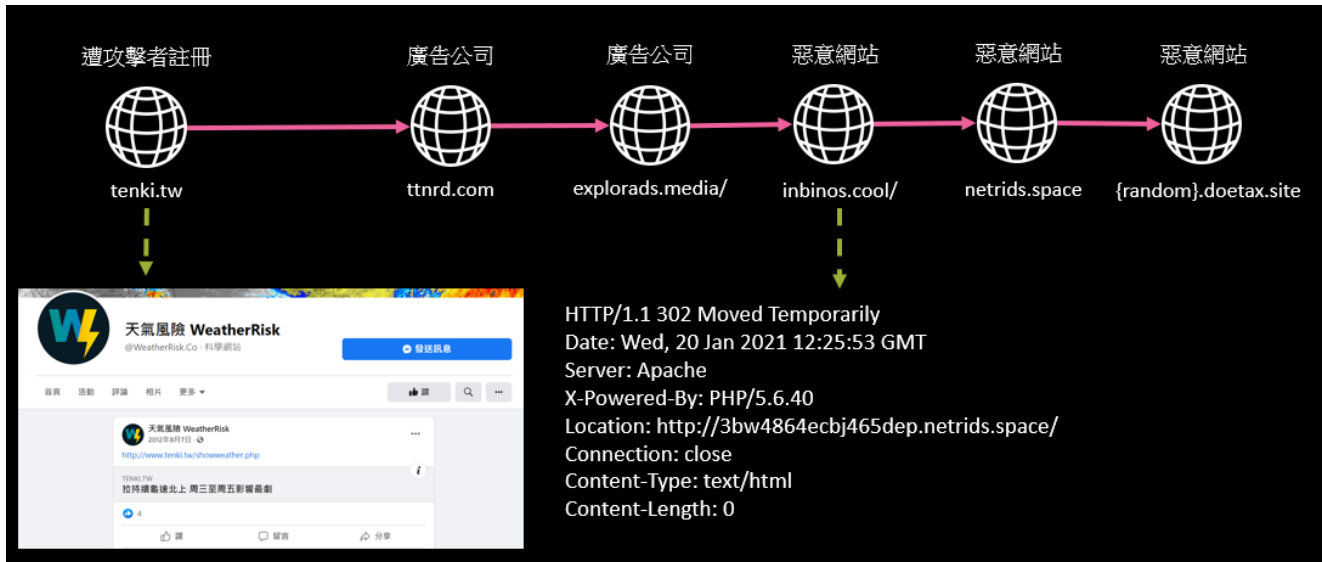 遭攻擊者註冊
廣告公司
廣告公司
惡意網站
惡意網站
惡意網站
tenki.tw
ttnrd.com
explorads.media/
inbinos.cool/
netrids.space
{random}.doetax.site
天氣風險 WeatherRisk
@WeatherRisk.Co · 科學網站
發送訊息
首頁 活動 評論 相片 更多
讚
天氣風險 WeatherRisk
2012年8月7日
http://www.tenki.tw/showweather.php
TENKI.TW
拉持續龜速北上 周三至周五影響最劇
4
讚 留言 分享
HTTP/1.1 302 Moved Temporarily
Date: Wed, 20 Jan 2021 12:25:53 GMT
Server: Apache
X-Powered-By: PHP/5.6.40
Location: http://3bw4864ecbj465dep.netrids.space/
Connection: close
Content-Type: text/html
Content-Length: 0